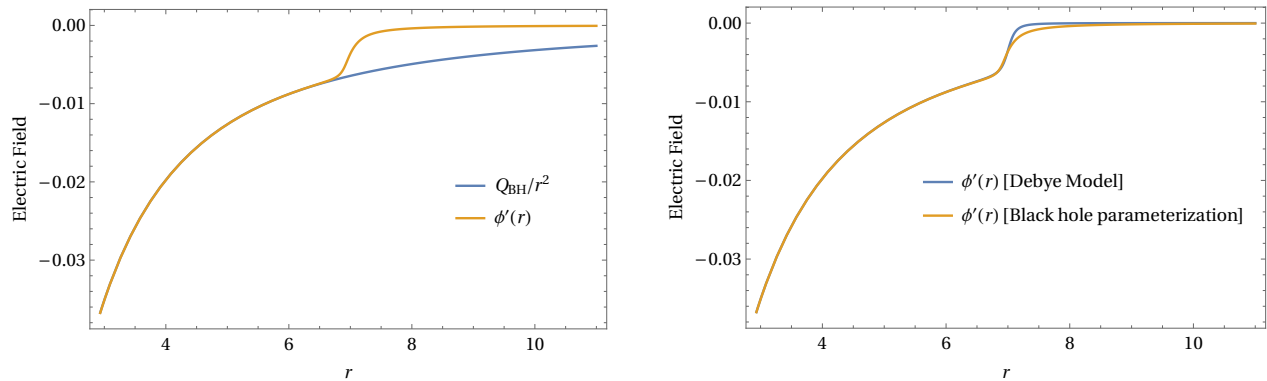 0.00
−0.01
−0.02
−0.03
Electric Field
Q_BH/r²
ϕ′(r)
4 6 8 10
r
0.00
−0.01
−0.02
−0.03
Electric Field
ϕ′(r) [Debye Model]
ϕ′(r) [Black hole parameterization]
4 6 8 10
r